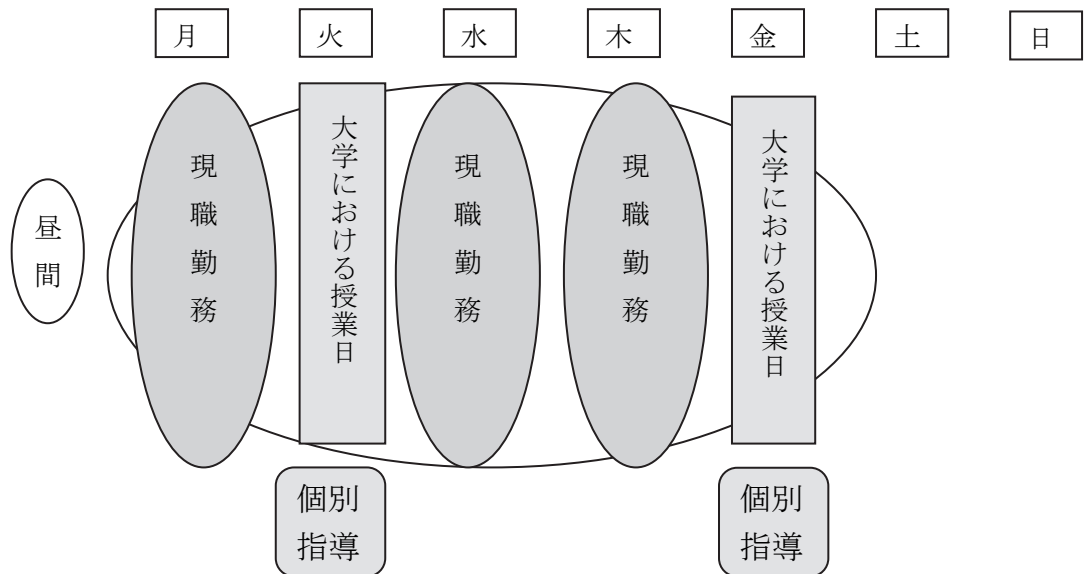 月 火 水 木 金 土 日
昼間
現職勤務
大学における授業日
現職勤務
現職勤務
大学における授業日
個別
指導
個別
指導